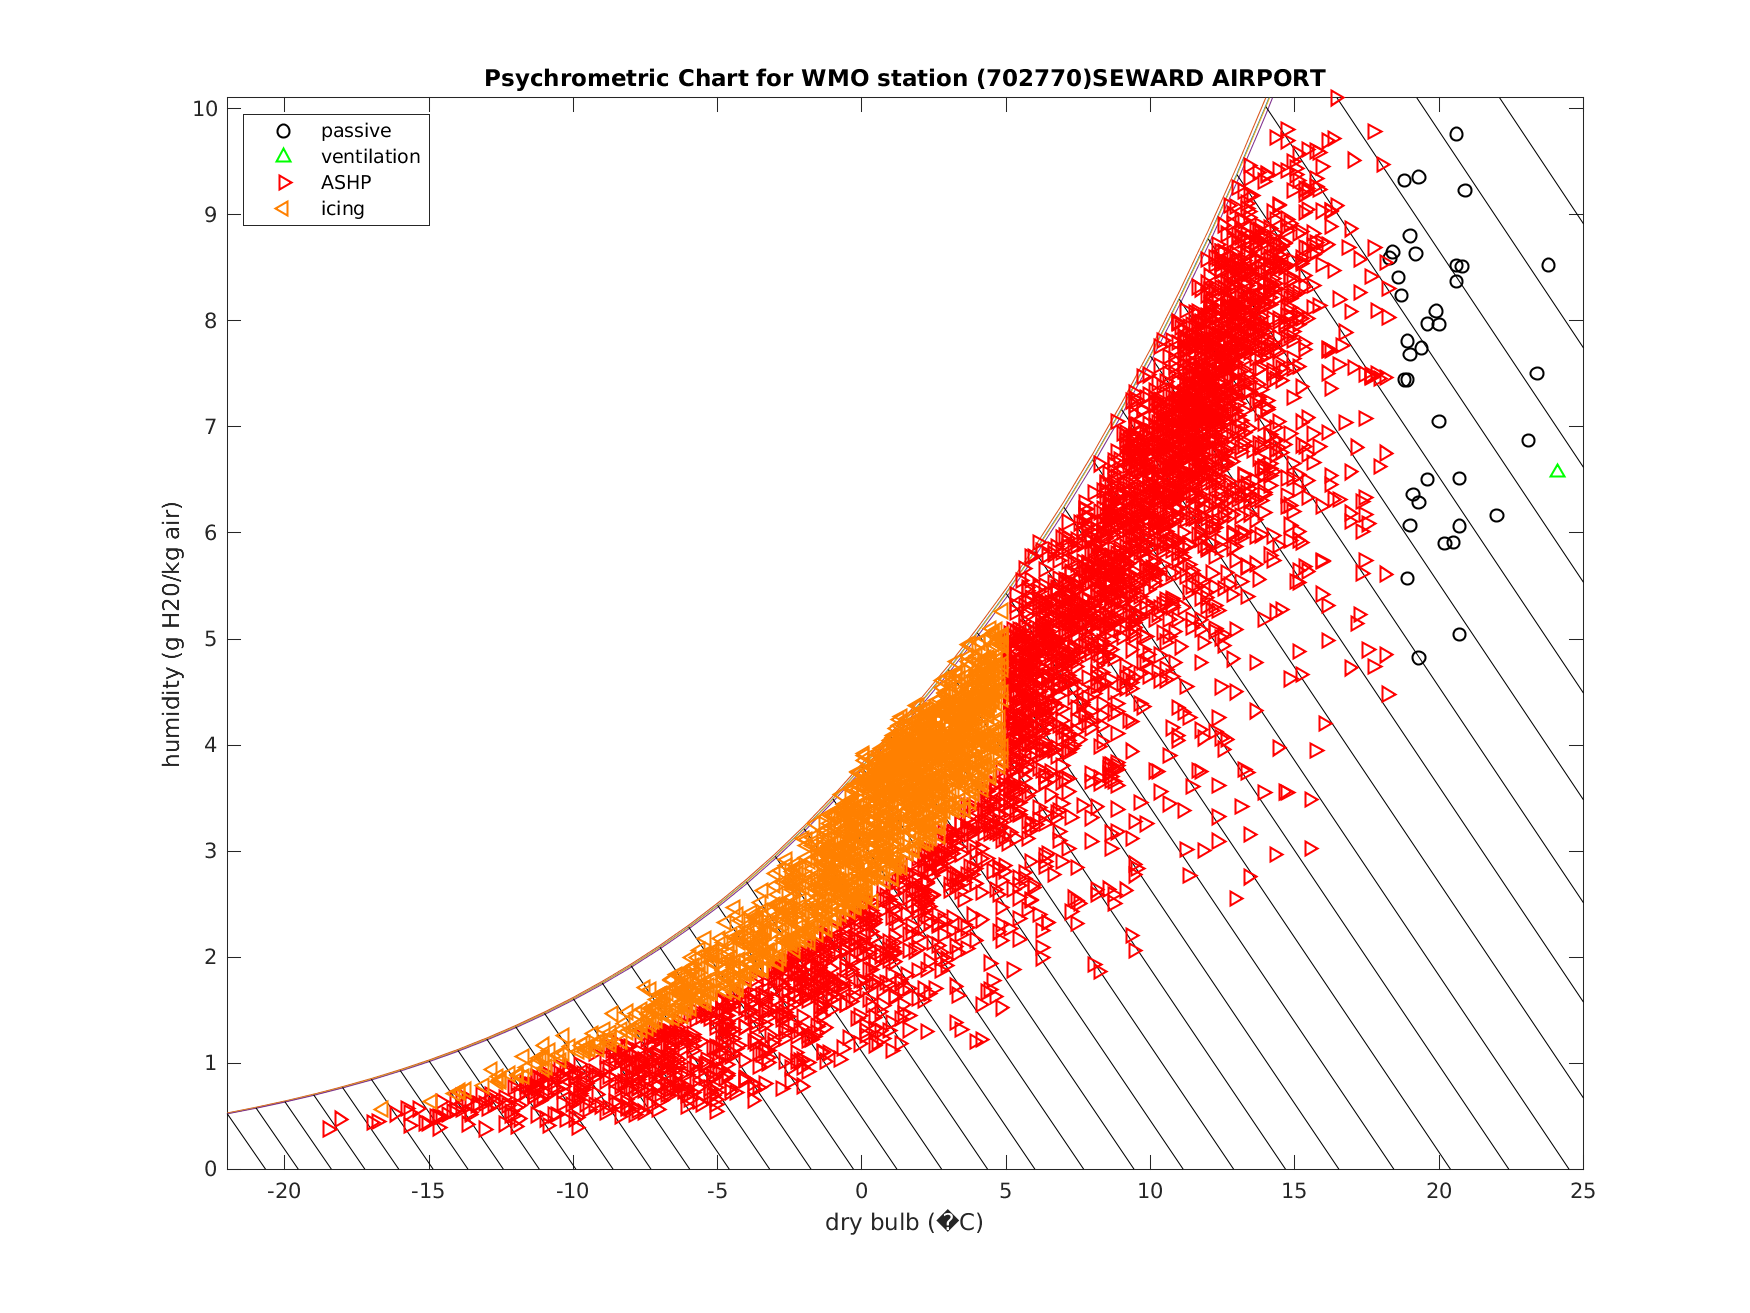 Psychrometric Chart for WMO station (702770)SEWARD AIRPORT
passive
ventilation
ASHP
icing
humidity (g H20/kg air)
10
9
8
7
6
5
4
3
2
1
0
-20 -15 -10 -5 0 5 10 15 20 25
dry bulb (�C)